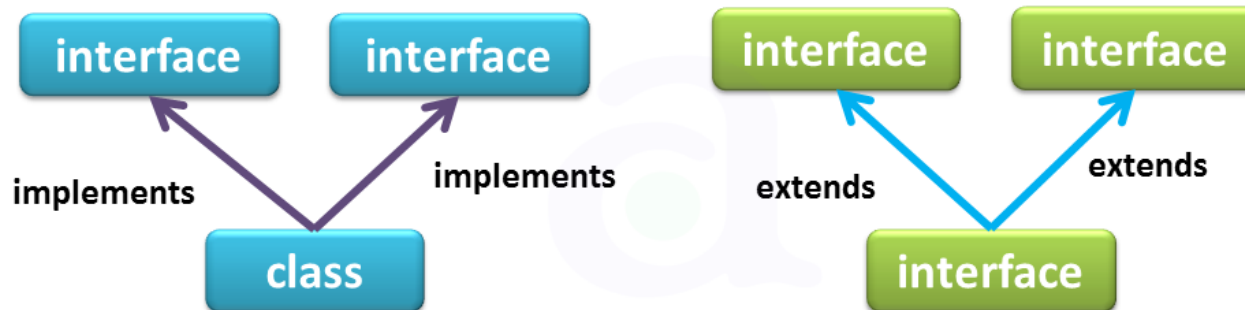 interface interface
implements implements
class
interface interface
extends extends
interface